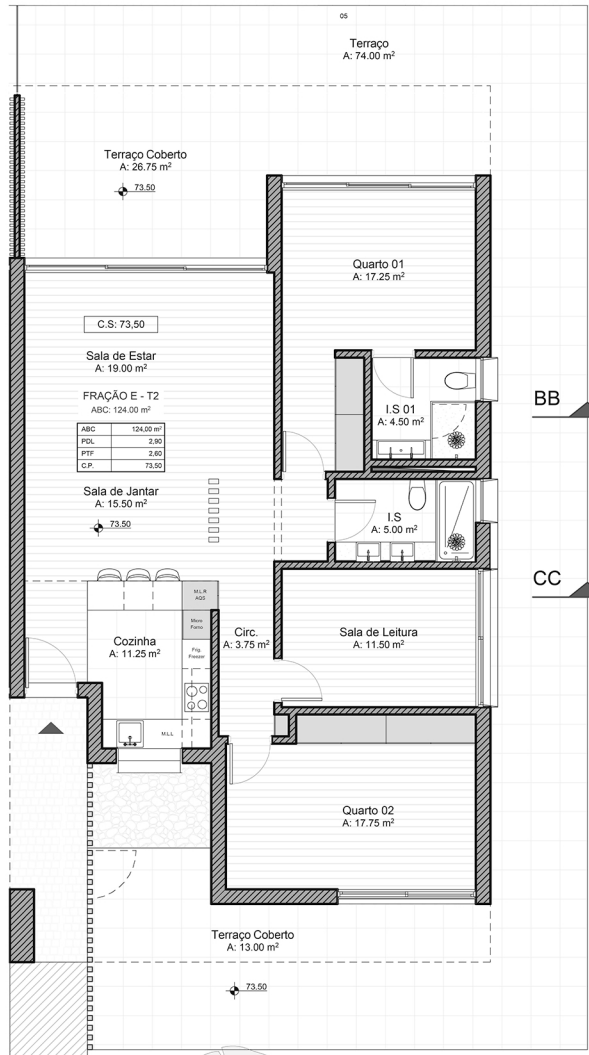 05
Terraço
A: 74.00 m²
Terraço Coberto
A: 26.75 m²
73.50
Quarto 01
A: 17.25 m²
C.S: 73,50
Sala de Estar
A: 19.00 m²
FRAÇÃO E - T2
ABC: 124.00 m²
ABC 124,00 m²
PDL 2,90
PTF 2,60
C.P. 73,50
BB
I.S 01
A: 4.50 m²
Sala de Jantar
A: 15.50 m²
73.50
I.S
A: 5.00 m²
CC
M.L.R
AQS
Micro
Forno
Frig.
Freezer
Cozinha
A: 11.25 m²
Circ.
A: 3.75 m²
Sala de Leitura
A: 11.50 m²
M.L.L
Quarto 02
A: 17.75 m²
Terraço Coberto
A: 13.00 m²
73.50